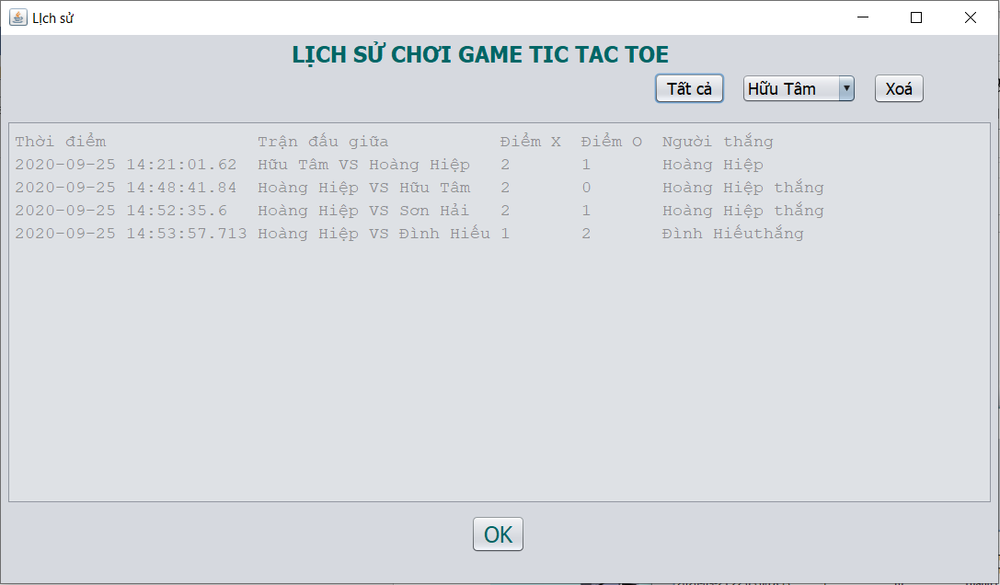 Lịch sử
LỊCH SỬ CHƠI GAME TIC TAC TOE
Tất cả Hữu Tâm Xoá
Thời điểm Trận đấu giữa Điểm X Điểm O Người thắng
2020-09-25 14:21:01.62 Hữu Tâm VS Hoàng Hiệp 2 1 Hoàng Hiệp
2020-09-25 14:48:41.84 Hoàng Hiệp VS Hữu Tâm 2 0 Hoàng Hiệp thắng
2020-09-25 14:52:35.6 Hoàng Hiệp VS Sơn Hải 2 1 Hoàng Hiệp thắng
2020-09-25 14:53:57.713 Hoàng Hiệp VS Đình Hiếu 1 2 Đình Hiếuthắng
OK